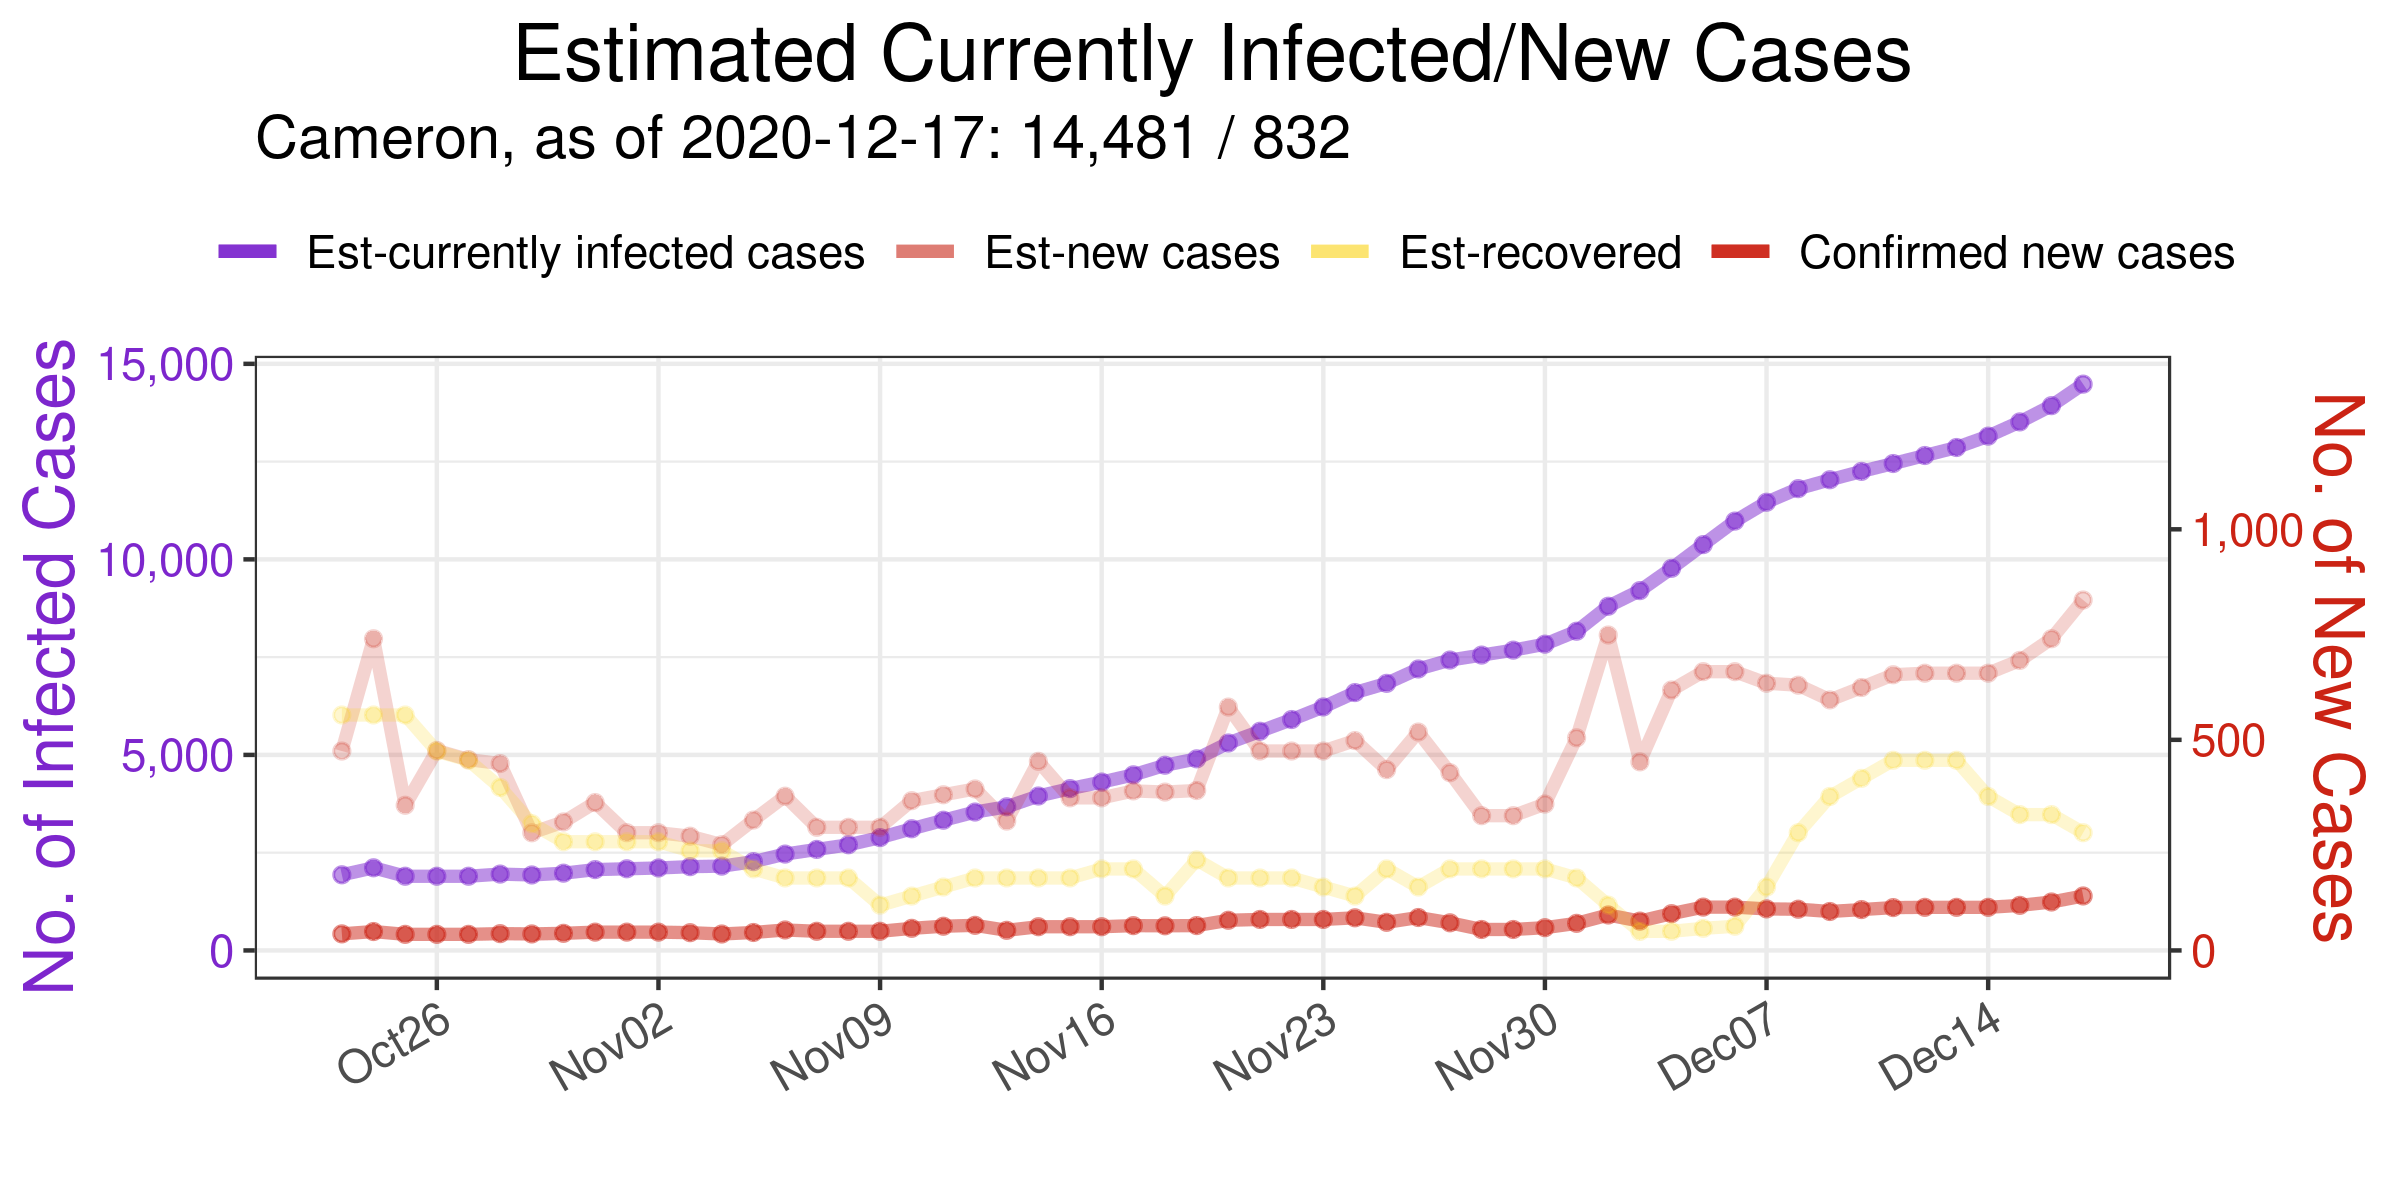 Estimated Currently Infected/New Cases
Cameron, as of 2020-12-17: 14,481 / 832
Est-currently infected cases Est-new cases Est-recovered Confirmed new cases
No. of Infected Cases
15,000
10,000
5,000
0
1,000
500
0
No. of New Cases
Oct26 Nov02 Nov09 Nov16 Nov23 Nov30 Dec07 Dec14